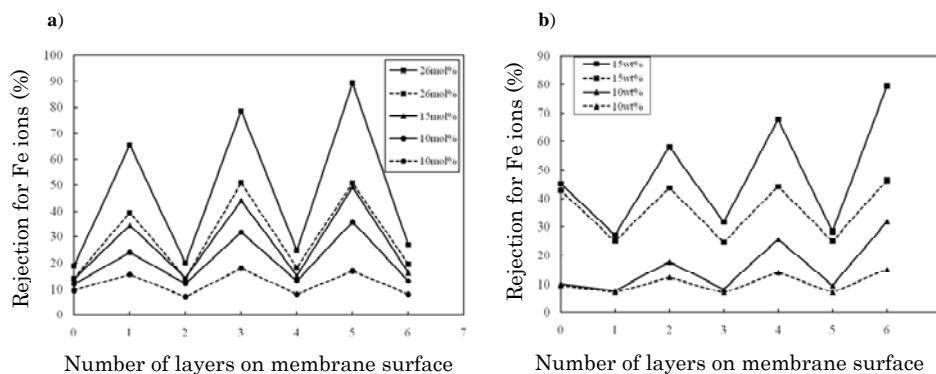 a)
Rejection for Fe ions (%)
100
90
80
70
60
50
40
30
20
10
0
0 1 2 3 4 5 6 7
26mol%
26mol%
15mol%
10mol%
10mol%
Number of layers on membrane surface
b)
Rejection for Fe ions (%)
90
80
70
60
50
40
30
20
10
0
0 1 2 3 4 5 6
15wt%
15wt%
10wt%
10wt%
Number of layers on membrane surface